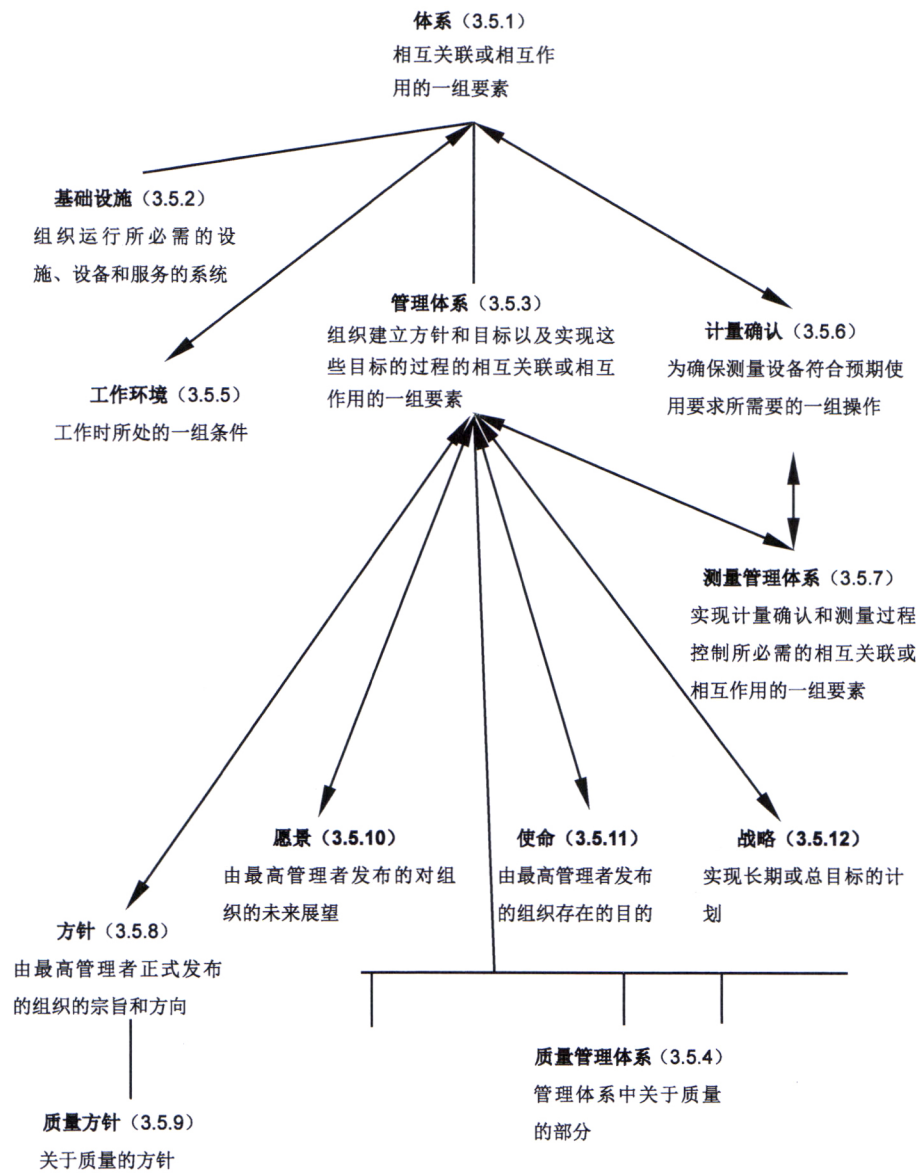 体系（3.5.1）
相互关联或相互作
用的一组要素
基础设施（3.5.2）
组织运行所必需的设
施、设备和服务的系统
管理体系（3.5.3）
组织建立方针和目标以及实现这
些目标的过程的相互关联或相互
作用的一组要素
计量确认（3.5.6）
为确保测量设备符合预期使
用要求所需要的一组操作
工作环境（3.5.5）
工作时所处的一组条件
测量管理体系（3.5.7）
实现计量确认和测量过程
控制所必需的相互关联或
相互作用的一组要素
愿景（3.5.10）
由最高管理者发布的对组
织的未来展望
使命（3.5.11）
由最高管理者发布
的组织存在的目的
战略（3.5.12）
实现长期或总目标的计
划
方针（3.5.8）
由最高管理者正式发布
的组织的宗旨和方向
质量管理体系（3.5.4）
管理体系中关于质量
的部分
质量方针（3.5.9）
关于质量的方针